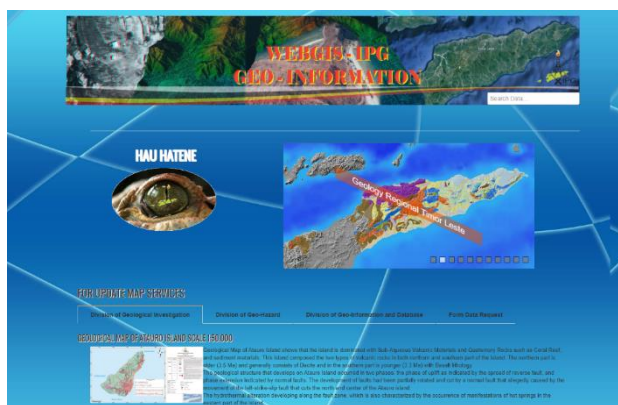 WEBGIS - IPG
GEO - INFORMATION
Search Data
HAU HATENE
Geology Regional Timor Leste
FOR UPDATE MAP SERVICES
Division of Geological Investigation
Division of Geo-Hazard
Division of Geo-Information and Database
Form Data Request
GEOLOGICAL MAP OF ATAURO ISLAND SCALE 1:50.000
Geological Map of Atauro Island shows that the island is dominated with Sub-Aqueous Volcanic Materials and Quaternary Rocks such as Coral Reef,
and sediment materials. This island composed the two types of Volcanic rocks in both northern and southern part of the Island. The northern part is
older (3.5 Ma) and generally consists of Dacite and in the southern part is younger (3.3 Ma) with Basalt lithology.
The geological structure that develops on Atauro Island occurred in two phases, the phase of uplift as indicated by the spread of reverse fault, and
phase extension indicated by normal faults. The development of faults had been partially rotated and cut by a normal fault that allegedly caused by the
movement of the left strike-slip fault that cuts the north and center of the Atauro island
The hydrothermal alteration developing along the fault zone, which is also characterized by the occurrence of manifestations of hot springs in the
western part of the island